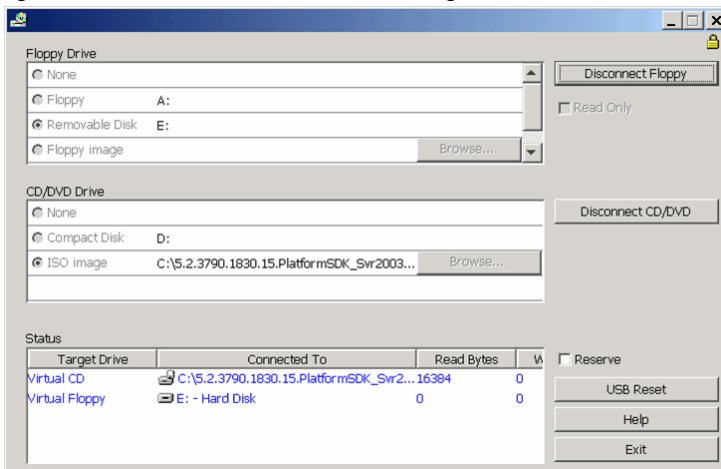 Floppy Drive
None
Floppy A:
Removable Disk E:
Floppy image Browse...
Disconnect Floppy
Read Only
CD/DVD Drive
None
Compact Disk D:
ISO image C:\5.2.3790.1830.15.PlatformSDK_Svr2003... Browse...
Disconnect CD/DVD
Status
Target Drive Connected To Read Bytes W
Virtual CD C:\5.2.3790.1830.15.PlatformSDK_Svr2... 16384 0
Virtual Floppy E: - Hard Disk 0 0
Reserve
USB Reset
Help
Exit